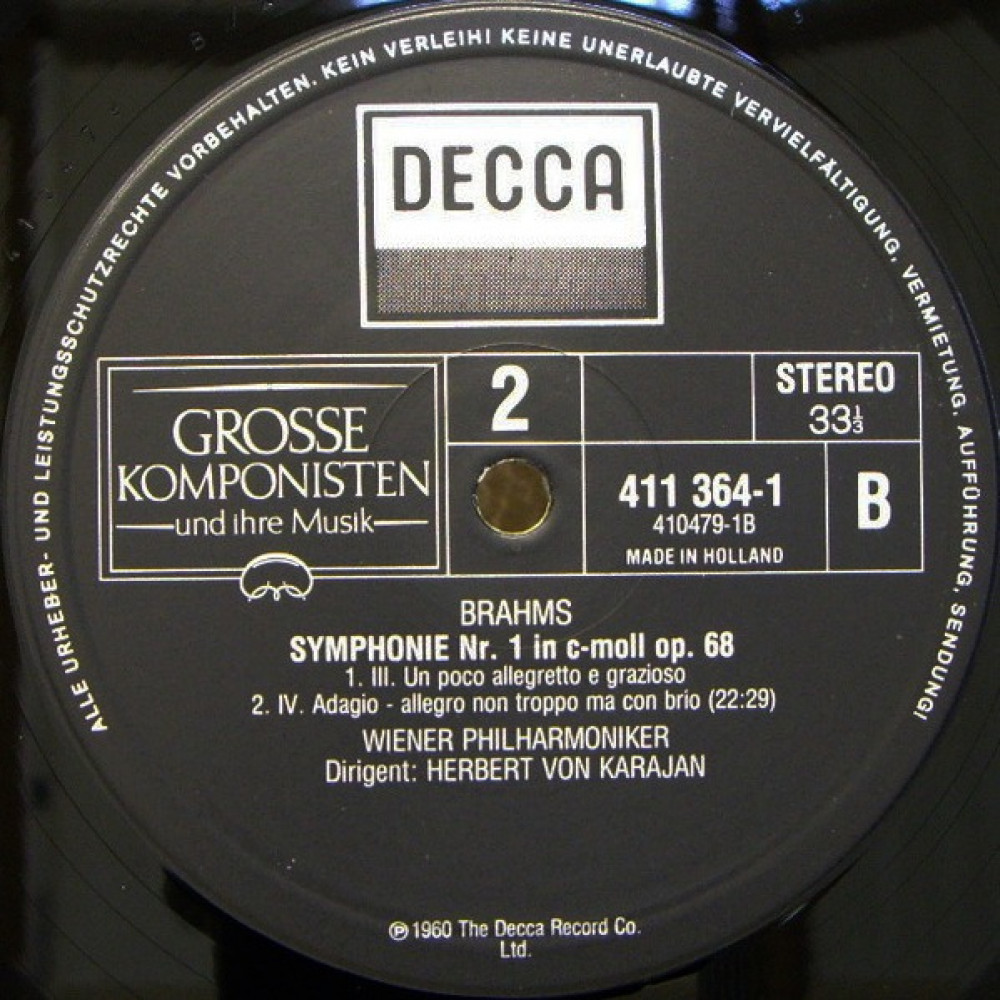 ALLE URHEBER- UND LEISTUNGSSCHUTZRECHTE VORBEHALTEN. KEIN VERLEIH! KEINE UNERLAUBTE VERVIELFÄLTIGUNG, VERMIETUNG, AUFFÜHRUNG, SENDUNG!
DECCA
GROSSE
KOMPONISTEN
und ihre Musik
2
STEREO
33⅓
411 364-1
410479-1B
MADE IN HOLLAND
B
BRAHMS
SYMPHONIE Nr. 1 in c-moll op. 68
1. III. Un poco allegretto e grazioso
2. IV. Adagio - allegro non troppo ma con brio (22:29)
WIENER PHILHARMONIKER
Dirigent: HERBERT VON KARAJAN
℗ 1960 The Decca Record Co.
Ltd.